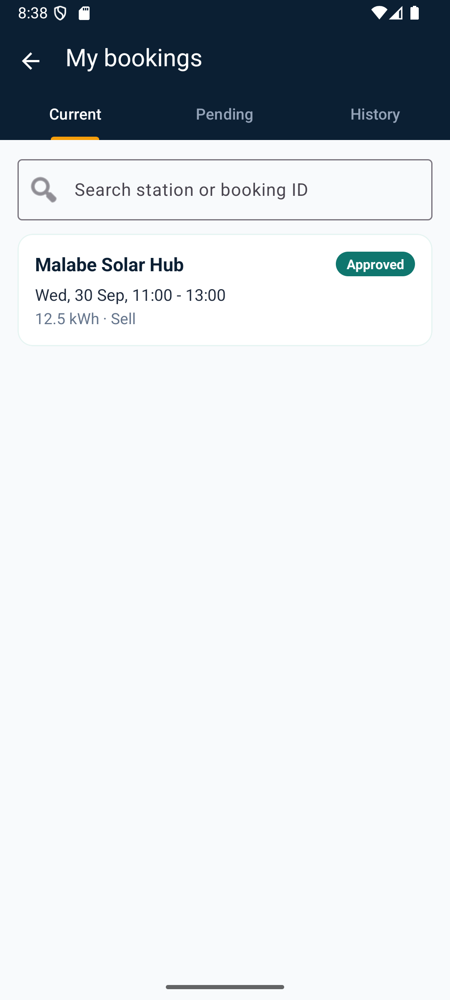 8:38
My bookings
Current
Pending
History
Search station or booking ID
Malabe Solar Hub
Approved
Wed, 30 Sep, 11:00 - 13:00
12.5 kWh · Sell